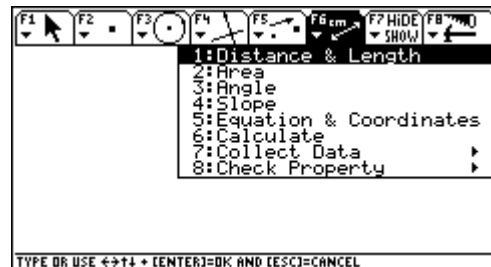 F1 F2 F3 F4 F5 F6 cm F7 HiDE SHOW F8
1:Distance & Length
2:Area
3:Angle
4:Slope
5:Equation & Coordinates
6:Calculate
7:Collect Data ▶
8:Check Property ▶
TYPE OR USE ←→↑↓ + [ENTER]=OK AND [ESC]=CANCEL